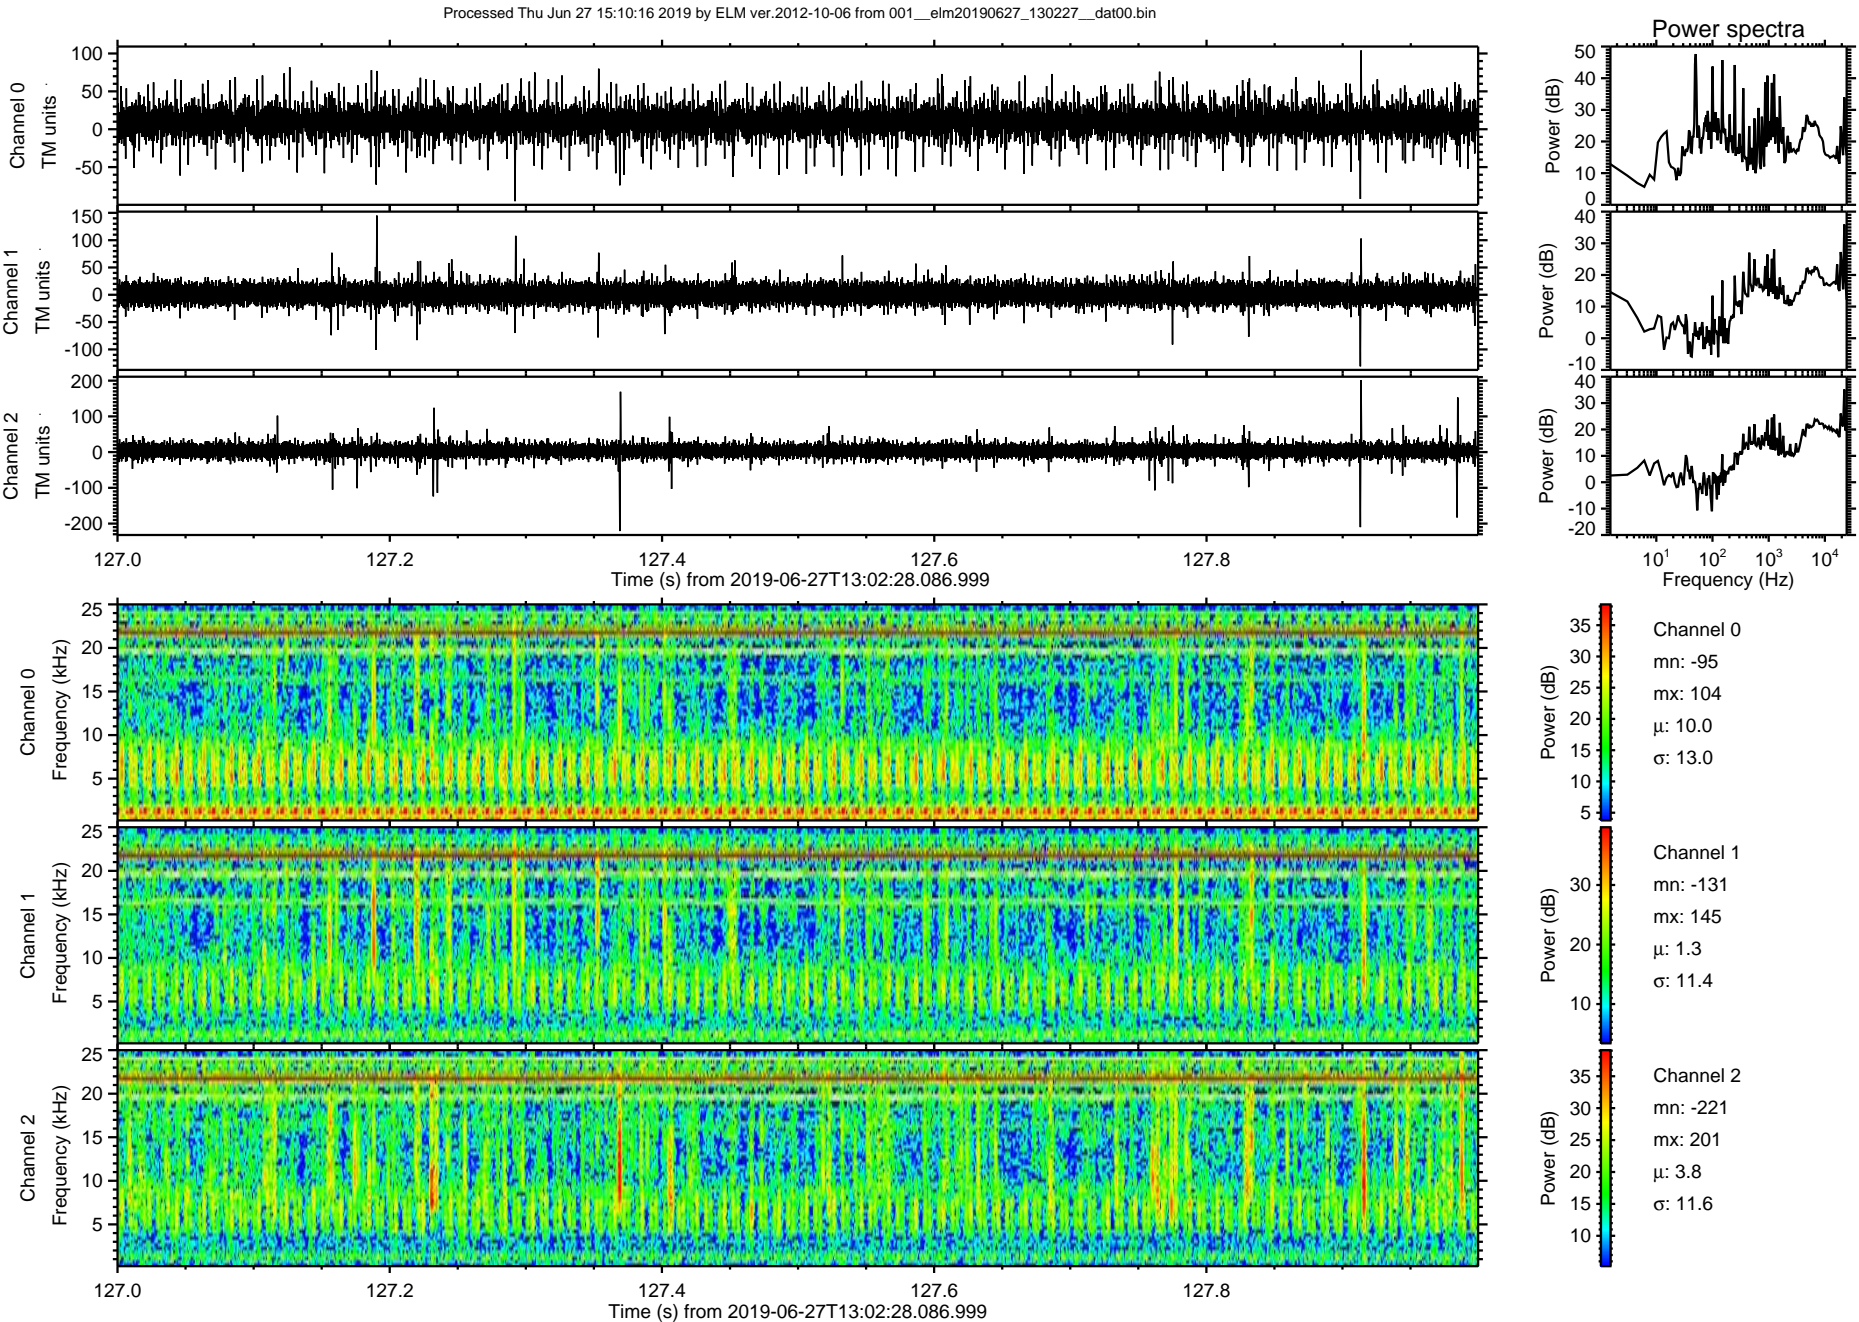 Processed Thu Jun 27 15:10:16 2019 by ELM ver.2012-10-06 from 001__elm20190627_130227__dat00.bin
Power spectra
Channel 0
TM units
100
50
0
-50
Power (dB)
50
40
30
20
10
0
Channel 1
TM units
150
100
50
0
-50
-100
Power (dB)
40
30
20
10
0
-10
Channel 2
TM units
200
100
0
-100
-200
Power (dB)
40
30
20
10
0
-10
-20
127.0 127.2 127.4 127.6 127.8
Time (s) from 2019-06-27T13:02:28.086.999
10¹ 10² 10³ 10⁴
Frequency (Hz)
Channel 0
Frequency (kHz)
25
20
15
10
5
Power (dB)
35
30
25
20
15
10
5
Channel 0
mn: -95
mx: 104
μ: 10.0
σ: 13.0
Channel 1
Frequency (kHz)
25
20
15
10
5
Power (dB)
30
20
10
Channel 1
mn: -131
mx: 145
μ: 1.3
σ: 11.4
Channel 2
Frequency (kHz)
25
20
15
10
5
Power (dB)
35
30
25
20
15
10
Channel 2
mn: -221
mx: 201
μ: 3.8
σ: 11.6
127.0 127.2 127.4 127.6 127.8
Time (s) from 2019-06-27T13:02:28.086.999